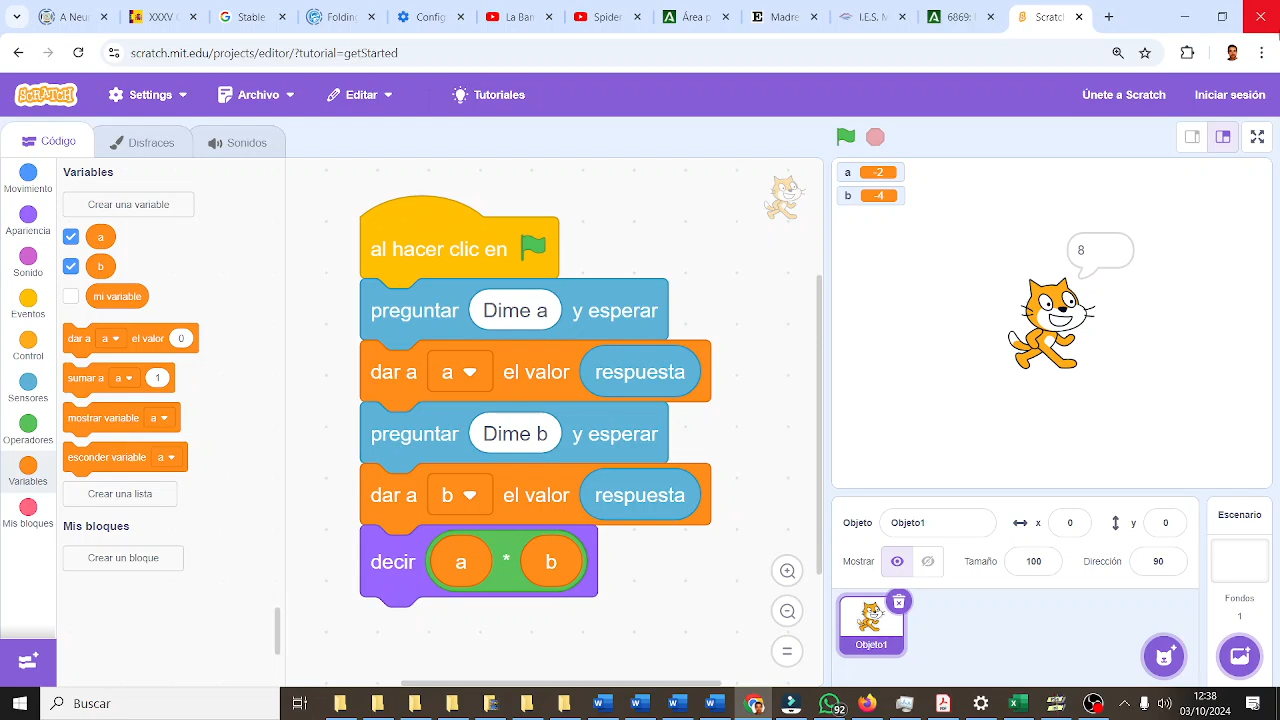 A Nuev
XXXV C
Stable
Folding
Config
La Ban
Spider
Área p
Madre
I.E.S. M
6869:
Scratch
scratch.mit.edu/projects/editor/?tutorial=getStarted
SCRATCH
Settings
Archivo
Editar
Tutoriales
Únete a Scratch
Iniciar sesión
Código
Disfraces
Sonidos
Movimiento
Apariencia
Sonido
Eventos
Control
Sensores
Operadores
Variables
Mis bloques
Variables
Crear una variable
a
b
mi variable
dar a a el valor 0
sumar a a 1
mostrar variable a
esconder variable a
Crear una lista
Mis bloques
Crear un bloque
al hacer clic en
preguntar Dime a y esperar
dar a a el valor respuesta
preguntar Dime b y esperar
dar a b el valor respuesta
decir a * b
a -2
b -4
8
Objeto Objeto1 x 0 y 0
Mostrar Tamaño 100 Dirección 90
Objeto1
Escenario
Fondos
1
Buscar
92
12:38
03/10/2024